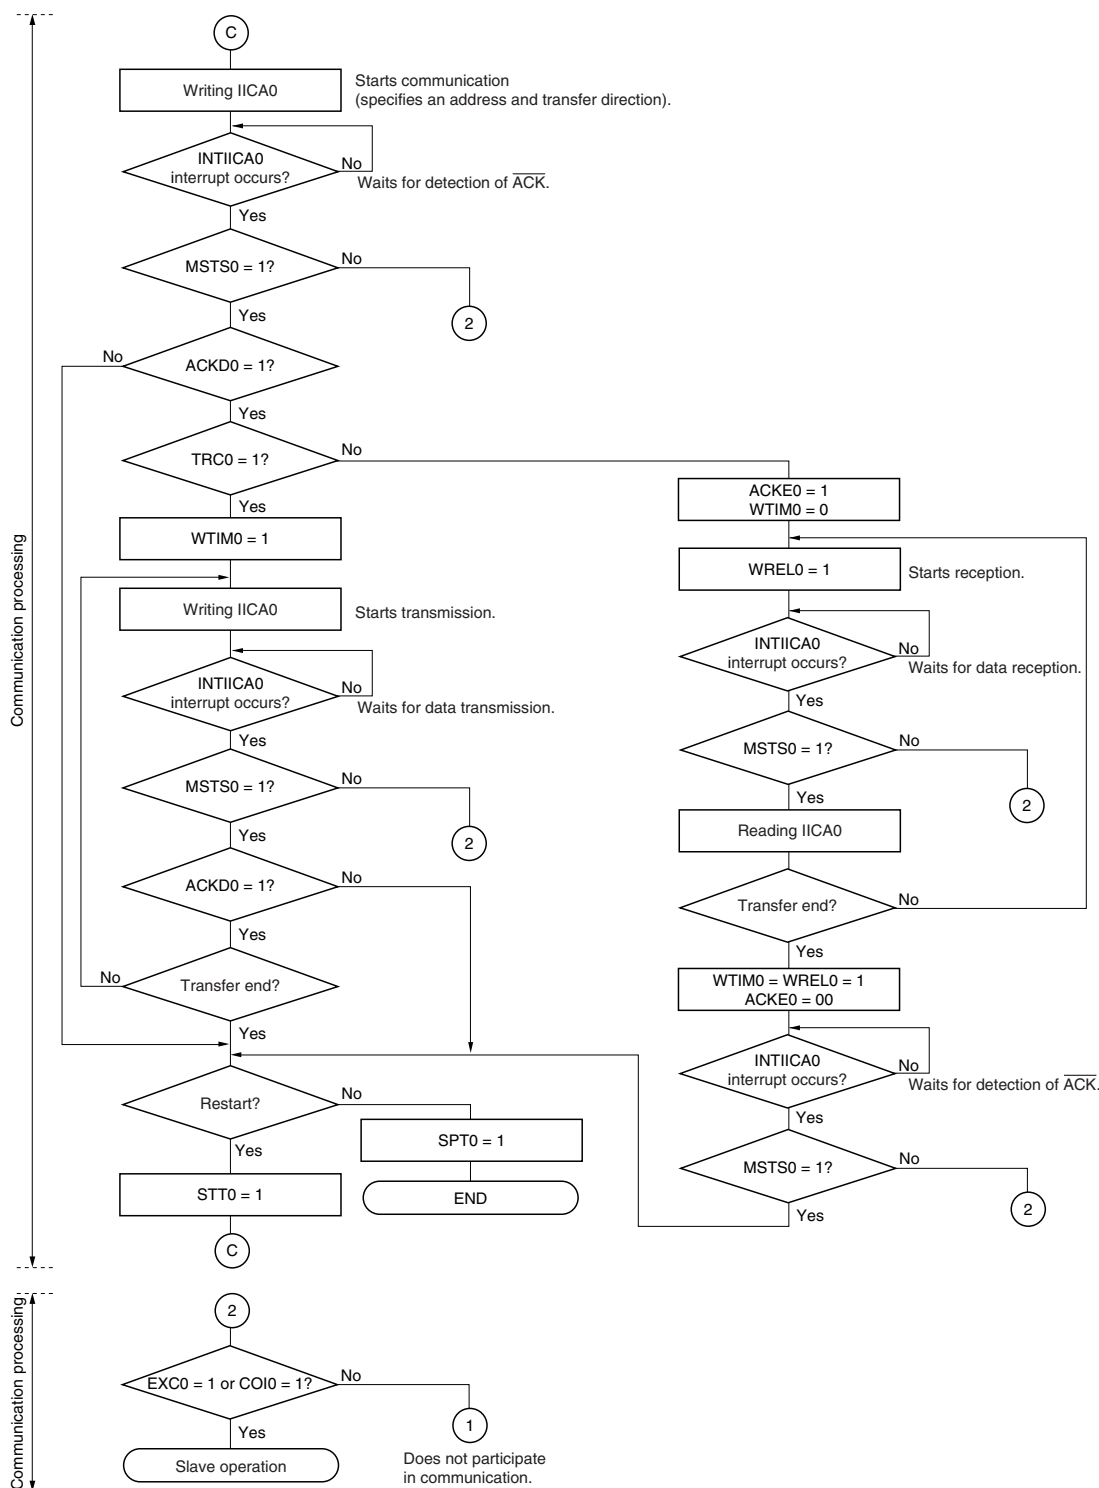 C
Writing IICA0
Starts communication
(specifies an address and transfer direction).
INTIICA0
interrupt occurs?
No
Waits for detection of ACK.
Yes
MSTS0 = 1?
No
2
Yes
ACKD0 = 1?
No
Yes
TRC0 = 1?
No
Yes
WTIM0 = 1
Writing IICA0
Starts transmission.
INTIICA0
interrupt occurs?
No
Waits for data transmission.
Yes
MSTS0 = 1?
No
2
Yes
ACKD0 = 1?
No
Yes
Transfer end?
No
Yes
Restart?
No
SPT0 = 1
END
Yes
STT0 = 1
C
ACKE0 = 1
WTIM0 = 0
WREL0 = 1
Starts reception.
INTIICA0
interrupt occurs?
No
Waits for data reception.
Yes
MSTS0 = 1?
No
2
Yes
Reading IICA0
Transfer end?
No
Yes
WTIM0 = WREL0 = 1
ACKE0 = 00
INTIICA0
interrupt occurs?
No
Waits for detection of ACK.
Yes
MSTS0 = 1?
No
2
Yes
Communication processing
2
EXC0 = 1 or COI0 = 1?
No
1
Does not participate
in communication.
Yes
Slave operation
Communication processing